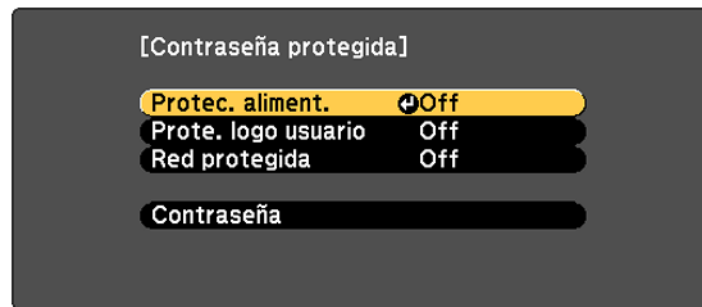 [Contraseña protegida]
Protec. aliment. Off
Prote. logo usuario Off
Red protegida Off
Contraseña